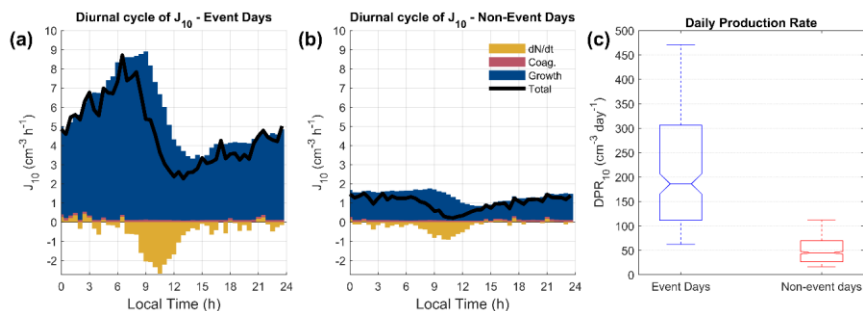 Diurnal cycle of J10 - Event Days
(a)
10
9
8
7
6
5
4
3
2
1
0
-1
-2
J10 (cm-3 h-1)
0 3 6 9 12 15 18 21 24
Local Time (h)
Diurnal cycle of J10 - Non-Event Days
(b)
dN/dt
Coag.
Growth
Total
10
9
8
7
6
5
4
3
2
1
0
-1
-2
J10 (cm-3 h-1)
0 3 6 9 12 15 18 21 24
Local Time (h)
Daily Production Rate
(c)
500
450
400
350
300
250
200
150
100
50
0
DPR10 (cm-3 day-1)
Event Days Non-event days